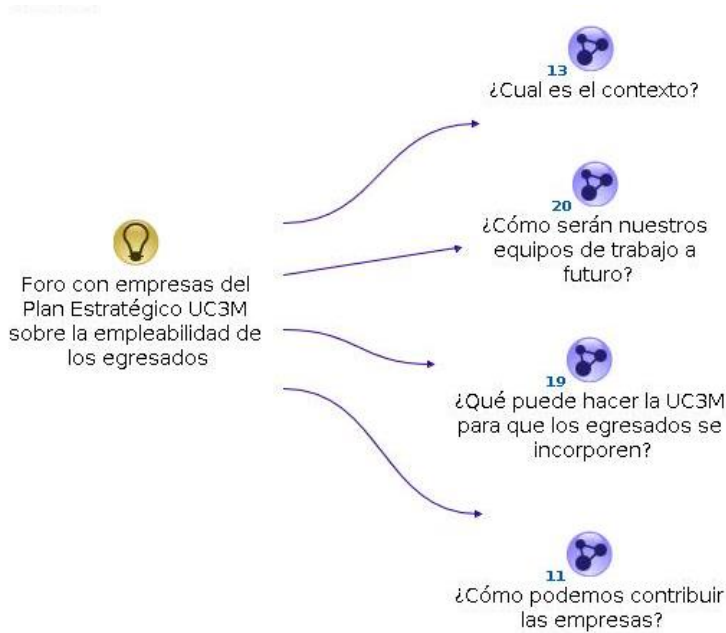 13
¿Cual es el contexto?
20
¿Cómo serán nuestros
equipos de trabajo a
futuro?
Foro con empresas del
Plan Estratégico UC3M
sobre la empleabilidad de
los egresados
19
¿Qué puede hacer la UC3M
para que los egresados se
incorporen?
11
¿Cómo podemos contribuir
las empresas?